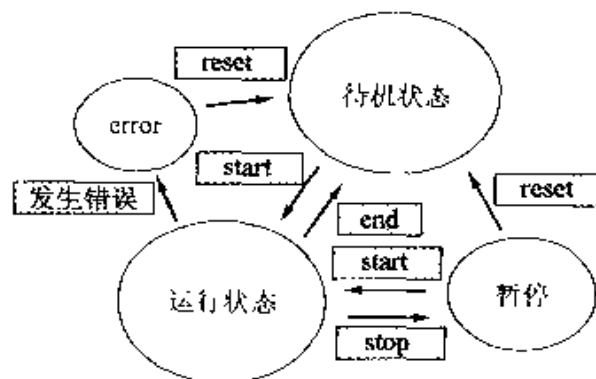 reset
待机状态
error
start
发生错误
reset
end
start
运行状态
暂停
stop